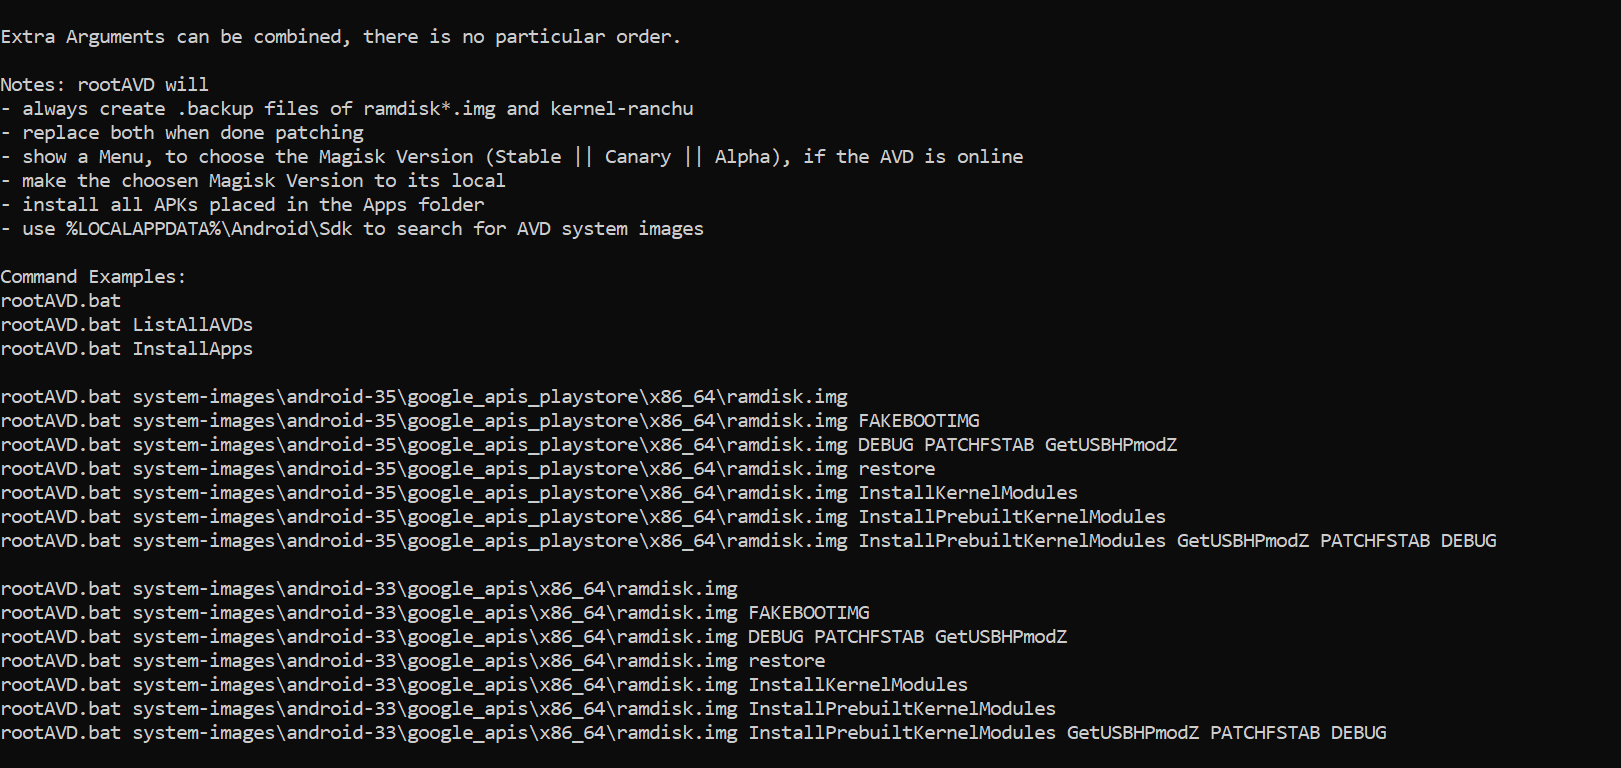 Extra Arguments can be combined, there is no particular order.
Notes: rootAVD will
- always create .backup files of ramdisk*.img and kernel-ranchu
- replace both when done patching
- show a Menu, to choose the Magisk Version (Stable || Canary || Alpha), if the AVD is online
- make the choosen Magisk Version to its local
- install all APKs placed in the Apps folder
- use %LOCALAPPDATA%\Android\Sdk to search for AVD system images
Command Examples:
rootAVD.bat
rootAVD.bat ListAllAVDs
rootAVD.bat InstallApps
rootAVD.bat system-images\android-35\google_apis_playstore\x86_64\ramdisk.img
rootAVD.bat system-images\android-35\google_apis_playstore\x86_64\ramdisk.img FAKEBOOTIMG
rootAVD.bat system-images\android-35\google_apis_playstore\x86_64\ramdisk.img DEBUG PATCHFSTAB GetUSBHPmodZ
rootAVD.bat system-images\android-35\google_apis_playstore\x86_64\ramdisk.img restore
rootAVD.bat system-images\android-35\google_apis_playstore\x86_64\ramdisk.img InstallKernelModules
rootAVD.bat system-images\android-35\google_apis_playstore\x86_64\ramdisk.img InstallPrebuiltKernelModules
rootAVD.bat system-images\android-35\google_apis_playstore\x86_64\ramdisk.img InstallPrebuiltKernelModules GetUSBHPmodZ PATCHFSTAB DEBUG
rootAVD.bat system-images\android-33\google_apis\x86_64\ramdisk.img
rootAVD.bat system-images\android-33\google_apis\x86_64\ramdisk.img FAKEBOOTIMG
rootAVD.bat system-images\android-33\google_apis\x86_64\ramdisk.img DEBUG PATCHFSTAB GetUSBHPmodZ
rootAVD.bat system-images\android-33\google_apis\x86_64\ramdisk.img restore
rootAVD.bat system-images\android-33\google_apis\x86_64\ramdisk.img InstallKernelModules
rootAVD.bat system-images\android-33\google_apis\x86_64\ramdisk.img InstallPrebuiltKernelModules
rootAVD.bat system-images\android-33\google_apis\x86_64\ramdisk.img InstallPrebuiltKernelModules GetUSBHPmodZ PATCHFSTAB DEBUG